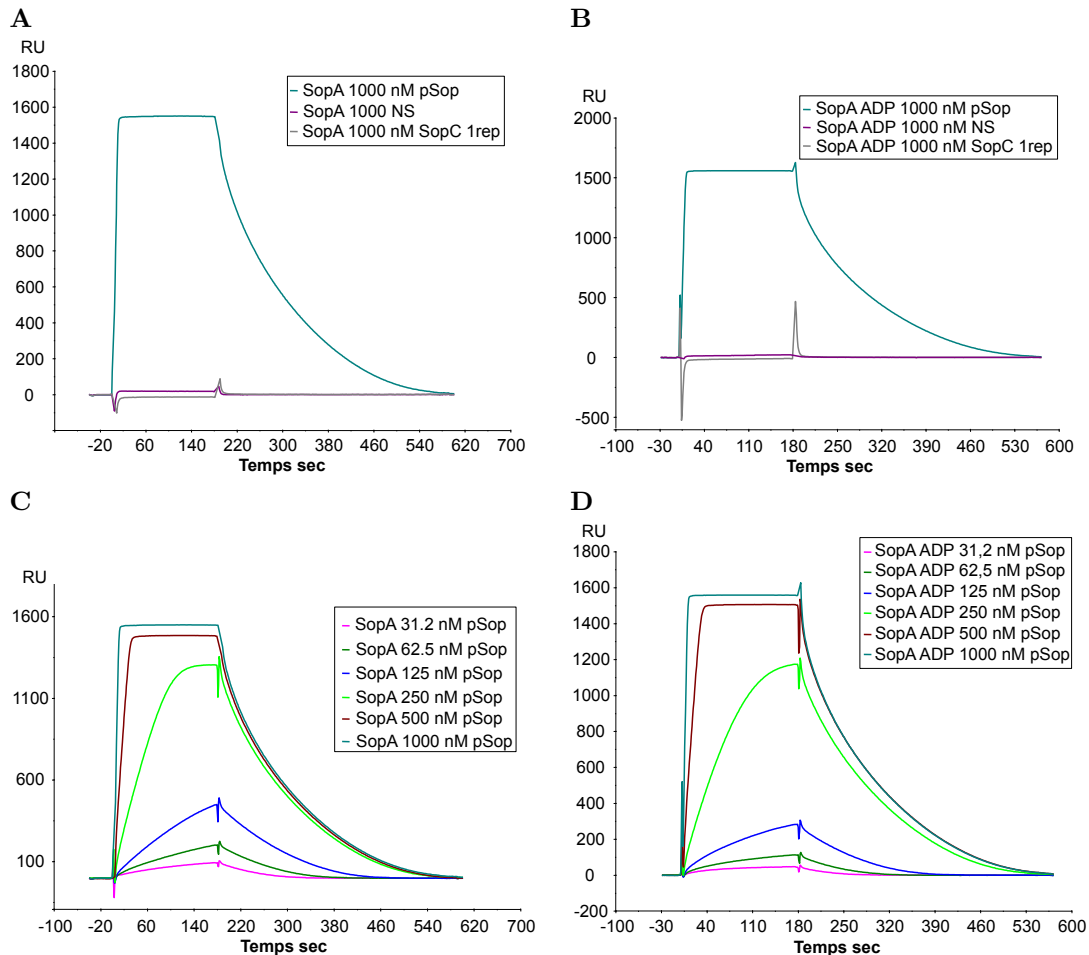 A
RU
1800
1600
1400
1200
1000
800
600
400
200
0
-20 60 140 220 300 380 460 540 620 700
Temps sec
SopA 1000 nM pSop
SopA 1000 NS
SopA 1000 nM SopC 1rep
B
RU
2000
1500
1000
500
0
-500
-100 -30 40 110 180 250 320 390 460 530 600
Temps sec
SopA ADP 1000 nM pSop
SopA ADP 1000 nM NS
SopA ADP 1000 nM SopC 1rep
C
RU
1600
1100
600
100
-100 -20 60 140 220 300 380 460 540 620 700
Temps sec
SopA 31.2 nM pSop
SopA 62.5 nM pSop
SopA 125 nM pSop
SopA 250 nM pSop
SopA 500 nM pSop
SopA 1000 nM pSop
D
RU
1800
1600
1400
1200
1000
800
600
400
200
0
-200
-100 -30 40 110 180 250 320 390 460 530 600
Temps sec
SopA ADP 31,2 nM pSop
SopA ADP 62,5 nM pSop
SopA ADP 125 nM pSop
SopA ADP 250 nM pSop
SopA ADP 500 nM pSop
SopA ADP 1000 nM pSop